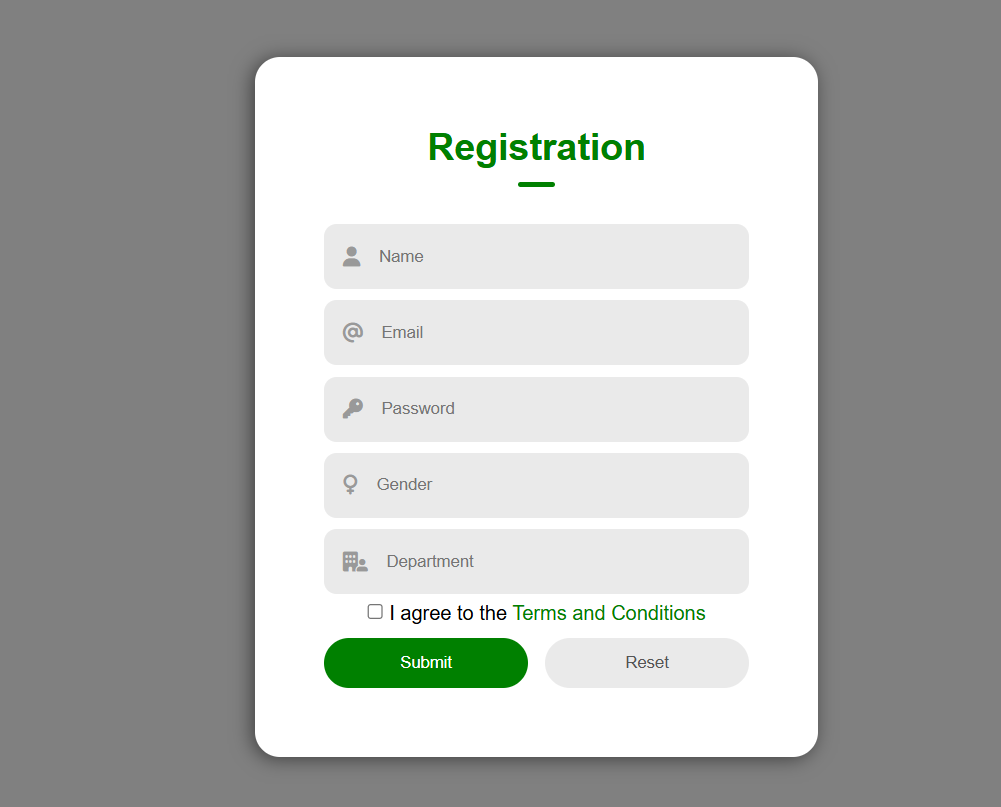 Registration
Name
Email
Password
Gender
Department
I agree to the Terms and Conditions
Submit Reset